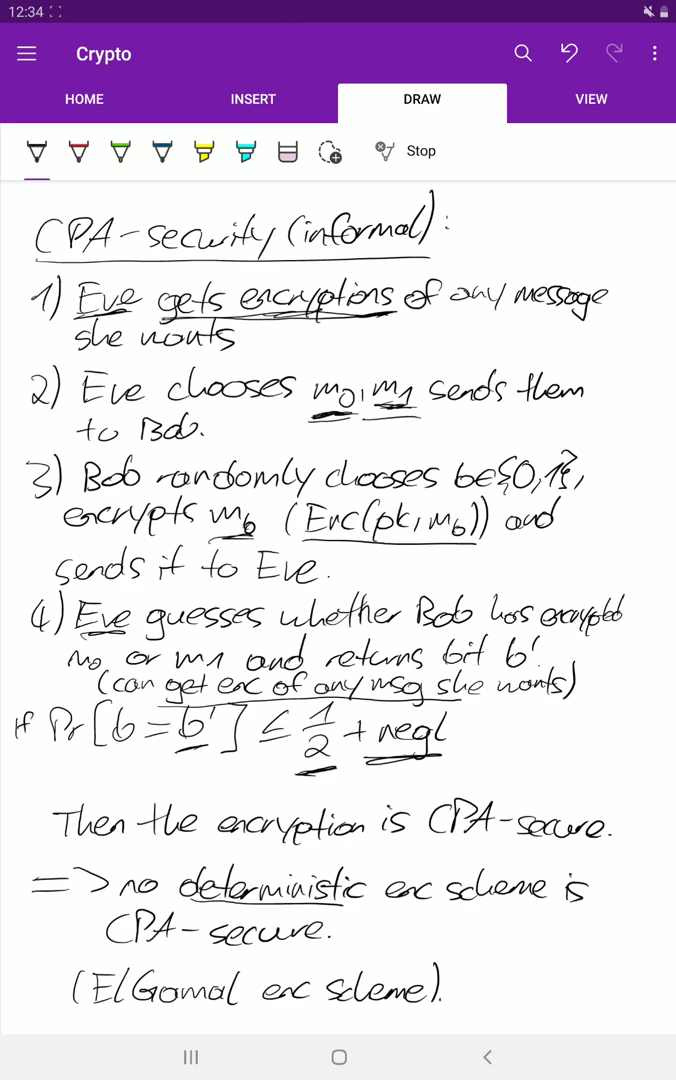 12:34
Crypto
HOME INSERT DRAW VIEW
Stop
CPA-security (informal):
1) Eve gets encryptions of any message
she wants
2) Eve chooses m0, m1 sends them
to Bob.
3) Bob randomly chooses b∈{0,1},
encrypts mb (Enc(pk, mb)) and
sends it to Eve.
4) Eve guesses whether Bob has encrypted
m0 or m1 and returns bit b'.
(can get enc of any msg she wants)
if Pr[b = b'] ≤ 1/2 + negl
Then the encryption is CPA-secure.
=> no deterministic enc scheme is
CPA-secure.
(ElGamal enc scheme).